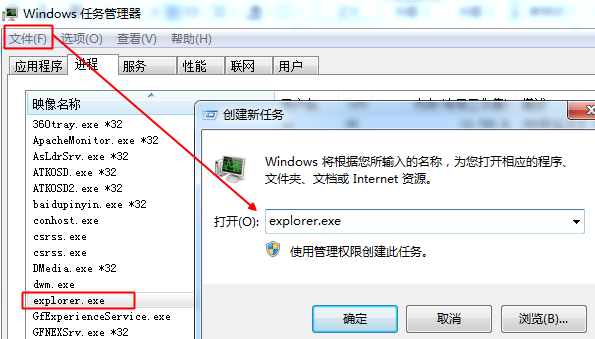 Windows 任务管理器
文件(F) 选项(O) 查看(V) 帮助(H)
应用程序 进程 服务 性能 联网 用户
映像名称
360tray.exe *32
ApacheMonitor.exe *32
AsLdrSrv.exe *32
ATKOSD.exe *32
ATKOSD2.exe *32
baidupinyin.exe *32
conhost.exe
csrss.exe
csrss.exe
DMedia.exe *32
dwm.exe
explorer.exe
GfExperienceService.exe
GFNEXSrv.exe *32
创建新任务
Windows 将根据您所输入的名称，为您打开相应的程序、
文件夹、文档或 Internet 资源。
打开(O): explorer.exe
使用管理权限创建此任务。
确定 取消 浏览(B)...